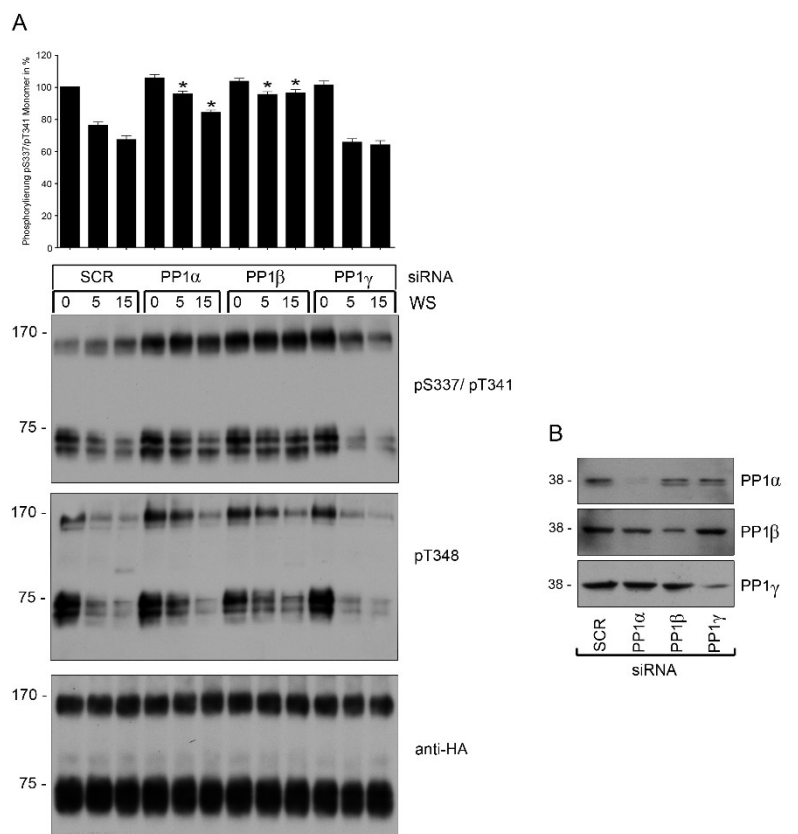 A
Phosphorylierung pS337/pT341 Monomer in %
120
100
80
60
40
20
0
* * * *
SCR PP1α PP1β PP1γ siRNA
0 5 15 0 5 15 0 5 15 0 5 15 WS
170 -
pS337/ pT341
75 -
170 -
pT348
75 -
170 -
anti-HA
75 -
B
38 - PP1α
38 - PP1β
38 - PP1γ
SCR PP1α PP1β PP1γ
siRNA